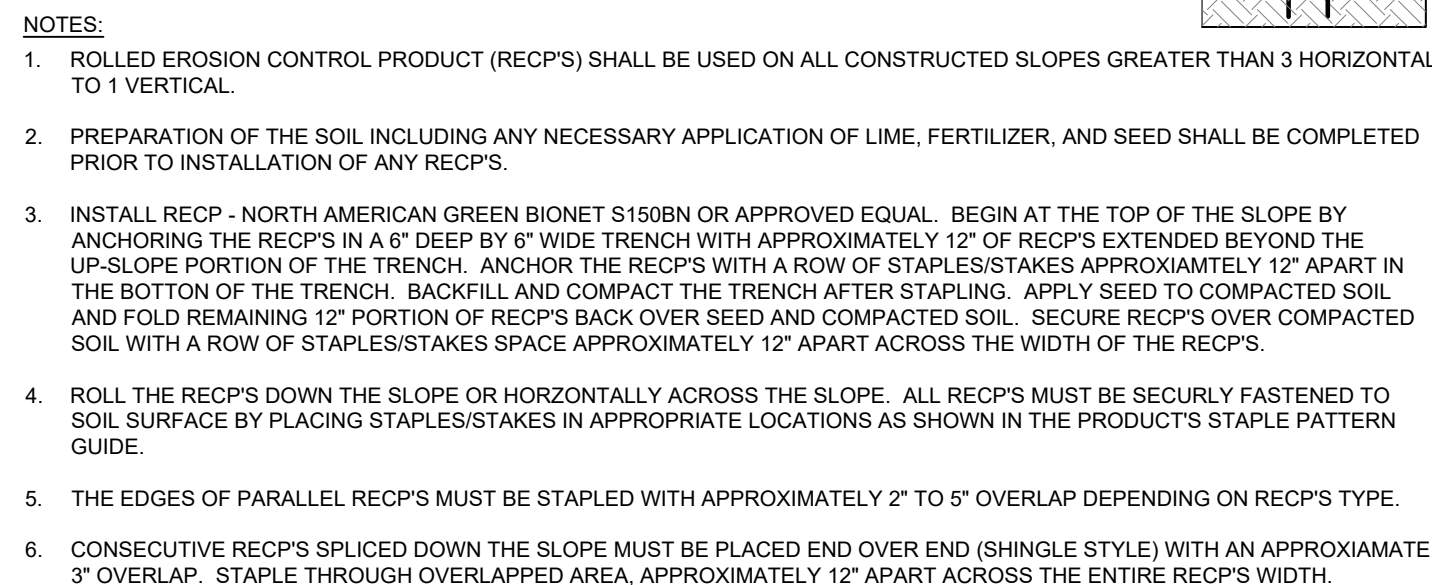 NOTES:
1. ROLLED EROSION CONTROL PRODUCT (RECP'S) SHALL BE USED ON ALL CONSTRUCTED SLOPES GREATER THAN 3 HORIZONTAL
TO 1 VERTICAL.
2. PREPARATION OF THE SOIL INCLUDING ANY NECESSARY APPLICATION OF LIME, FERTILIZER, AND SEED SHALL BE COMPLETED
PRIOR TO INSTALLATION OF ANY RECP'S.
3. INSTALL RECP - NORTH AMERICAN GREEN BIONET S150BN OR APPROVED EQUAL. BEGIN AT THE TOP OF THE SLOPE BY
ANCHORING THE RECP'S IN A 6" DEEP BY 6" WIDE TRENCH WITH APPROXIMATELY 12" OF RECP'S EXTENDED BEYOND THE
UP-SLOPE PORTION OF THE TRENCH. ANCHOR THE RECP'S WITH A ROW OF STAPLES/STAKES APPROXIAMTELY 12" APART IN
THE BOTTON OF THE TRENCH. BACKFILL AND COMPACT THE TRENCH AFTER STAPLING. APPLY SEED TO COMPACTED SOIL
AND FOLD REMAINING 12" PORTION OF RECP'S BACK OVER SEED AND COMPACTED SOIL. SECURE RECP'S OVER COMPACTED
SOIL WITH A ROW OF STAPLES/STAKES SPACE APPROXIMATELY 12" APART ACROSS THE WIDTH OF THE RECP'S.
4. ROLL THE RECP'S DOWN THE SLOPE OR HORZONTALLY ACROSS THE SLOPE. ALL RECP'S MUST BE SECURLY FASTENED TO
SOIL SURFACE BY PLACING STAPLES/STAKES IN APPROPRIATE LOCATIONS AS SHOWN IN THE PRODUCT'S STAPLE PATTERN
GUIDE.
5. THE EDGES OF PARALLEL RECP'S MUST BE STAPLED WITH APPROXIMATELY 2" TO 5" OVERLAP DEPENDING ON RECP'S TYPE.
6. CONSECUTIVE RECP'S SPLICED DOWN THE SLOPE MUST BE PLACED END OVER END (SHINGLE STYLE) WITH AN APPROXIAMATE
3" OVERLAP. STAPLE THROUGH OVERLAPPED AREA, APPROXIMATELY 12" APART ACROSS THE ENTIRE RECP'S WIDTH.